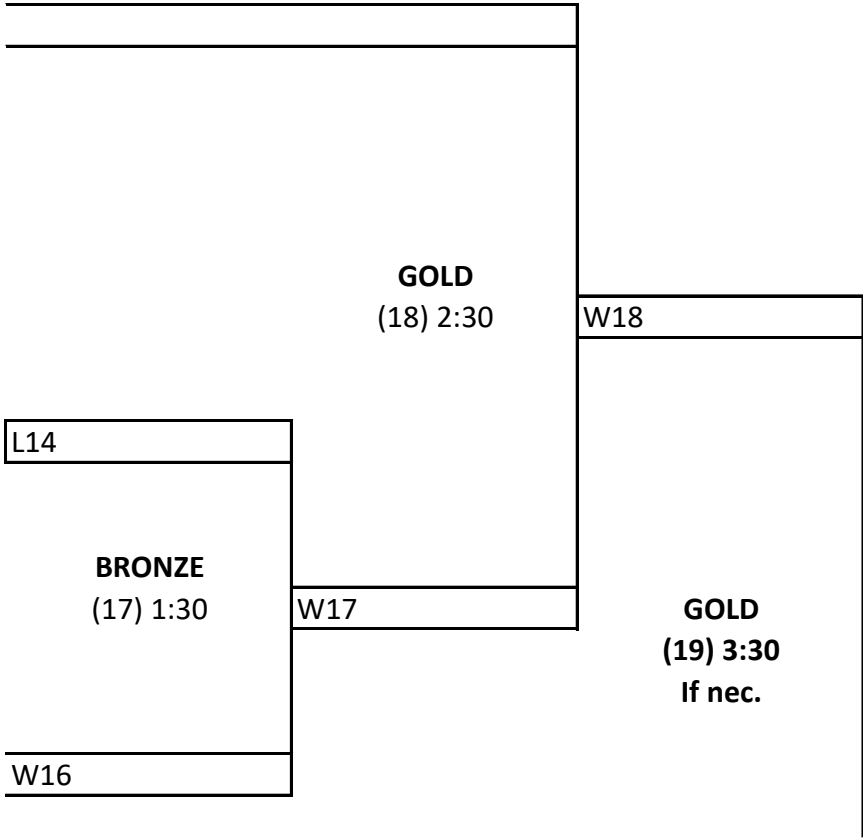 GOLD
(18) 2:30
W18
L14
BRONZE
(17) 1:30
W17
GOLD
(19) 3:30
If nec.
W16